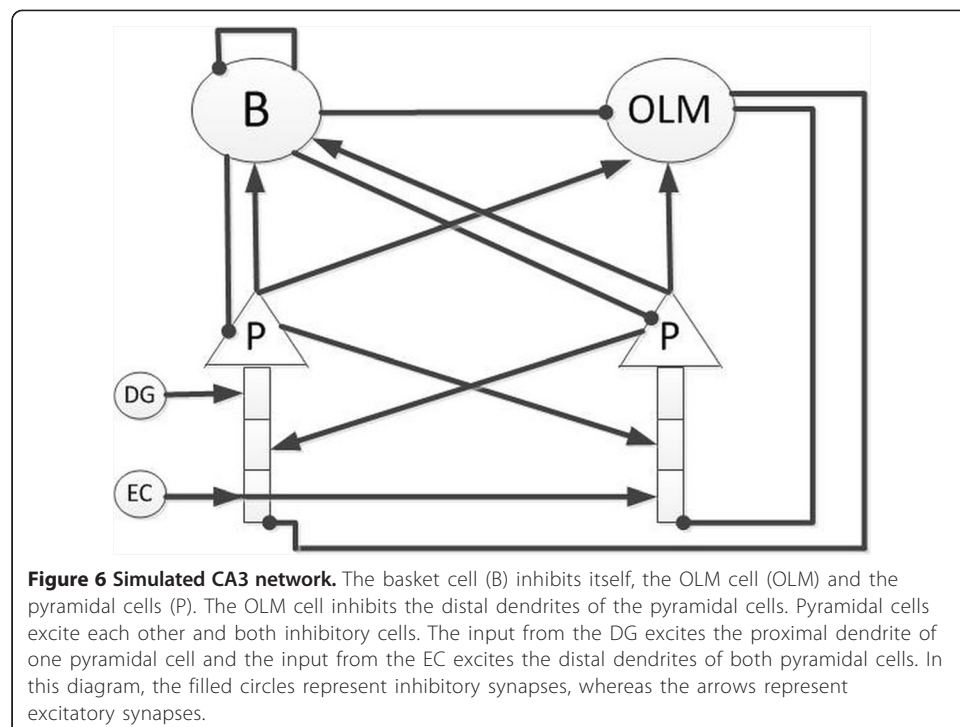 B
OLM
P
P
DG
EC
Figure 6 Simulated CA3 network. The basket cell (B) inhibits itself, the OLM cell (OLM) and the
pyramidal cells (P). The OLM cell inhibits the distal dendrites of the pyramidal cells. Pyramidal cells
excite each other and both inhibitory cells. The input from the DG excites the proximal dendrite of
one pyramidal cell and the input from the EC excites the distal dendrites of both pyramidal cells. In
this diagram, the filled circles represent inhibitory synapses, whereas the arrows represent
excitatory synapses.